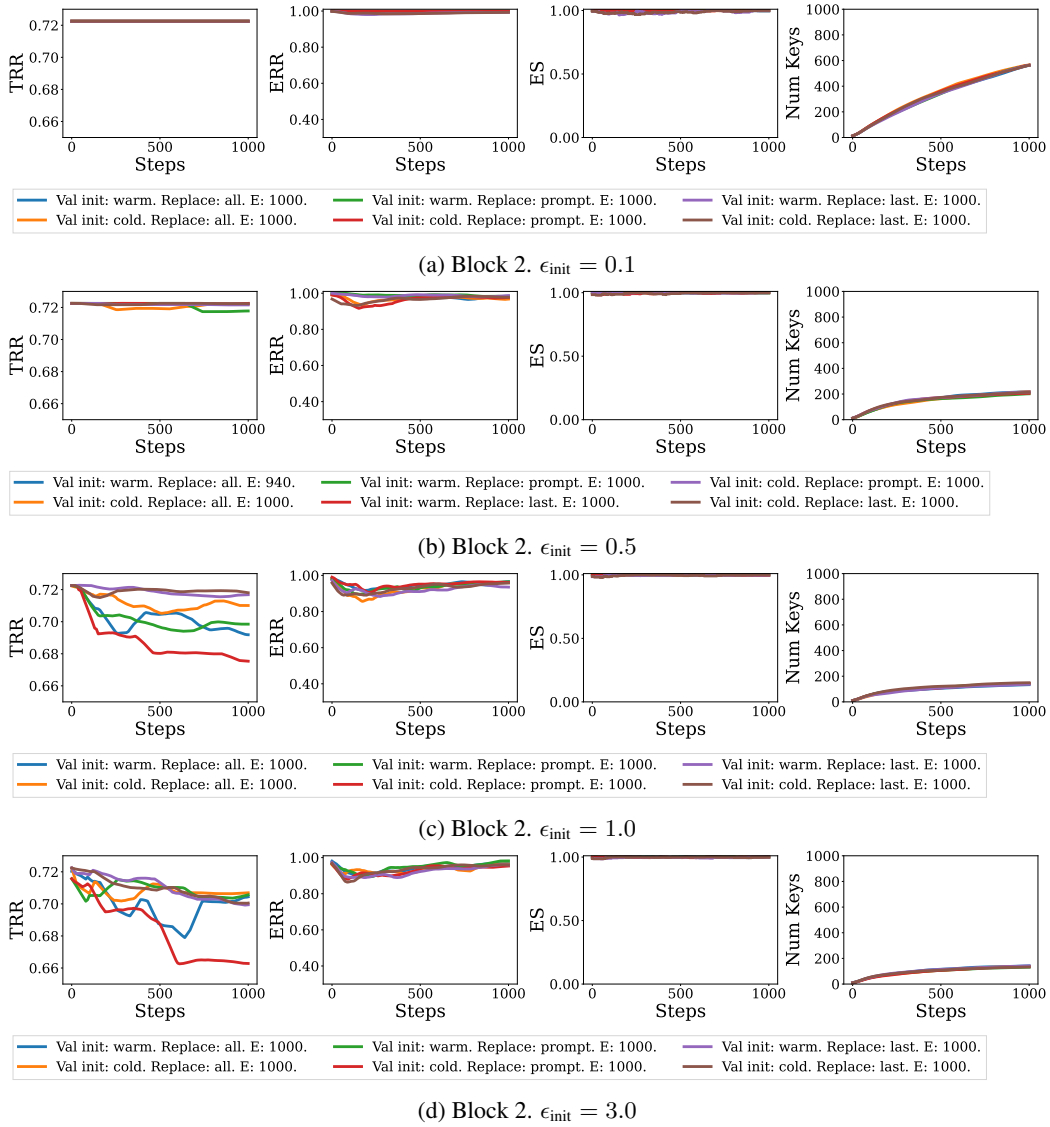 0.72
0.70
0.68
0.66
TRR
0
500
1000
Steps
1.00
0.80
0.60
0.40
ERR
0
500
1000
Steps
1.00
0.50
0.00
ES
0
500
1000
Steps
1000
800
600
400
200
0
Num Keys
0
500
1000
Steps
Val init: warm. Replace: all. E: 1000.
Val init: warm. Replace: prompt. E: 1000.
Val init: warm. Replace: last. E: 1000.
Val init: cold. Replace: all. E: 1000.
Val init: cold. Replace: prompt. E: 1000.
Val init: cold. Replace: last. E: 1000.
(a) Block 2. ϵinit = 0.1
0.72
0.70
0.68
0.66
TRR
0
500
1000
Steps
1.00
0.80
0.60
0.40
ERR
0
500
1000
Steps
1.00
0.50
0.00
ES
0
500
1000
Steps
1000
800
600
400
200
0
Num Keys
0
500
1000
Steps
Val init: warm. Replace: all. E: 940.
Val init: warm. Replace: prompt. E: 1000.
Val init: cold. Replace: prompt. E: 1000.
Val init: cold. Replace: all. E: 1000.
Val init: warm. Replace: last. E: 1000.
Val init: cold. Replace: last. E: 1000.
(b) Block 2. ϵinit = 0.5
0.72
0.70
0.68
0.66
TRR
0
500
1000
Steps
1.00
0.80
0.60
0.40
ERR
0
500
1000
Steps
1.00
0.50
0.00
ES
0
500
1000
Steps
1000
800
600
400
200
0
Num Keys
0
500
1000
Steps
Val init: warm. Replace: all. E: 1000.
Val init: warm. Replace: prompt. E: 1000.
Val init: warm. Replace: last. E: 1000.
Val init: cold. Replace: all. E: 1000.
Val init: cold. Replace: prompt. E: 1000.
Val init: cold. Replace: last. E: 1000.
(c) Block 2. ϵinit = 1.0
0.72
0.70
0.68
0.66
TRR
0
500
1000
Steps
1.00
0.80
0.60
0.40
ERR
0
500
1000
Steps
1.00
0.50
0.00
ES
0
500
1000
Steps
1000
800
600
400
200
0
Num Keys
0
500
1000
Steps
Val init: warm. Replace: all. E: 1000.
Val init: warm. Replace: prompt. E: 1000.
Val init: warm. Replace: last. E: 1000.
Val init: cold. Replace: all. E: 1000.
Val init: cold. Replace: prompt. E: 1000.
Val init: cold. Replace: last. E: 1000.
(d) Block 2. ϵinit = 3.0